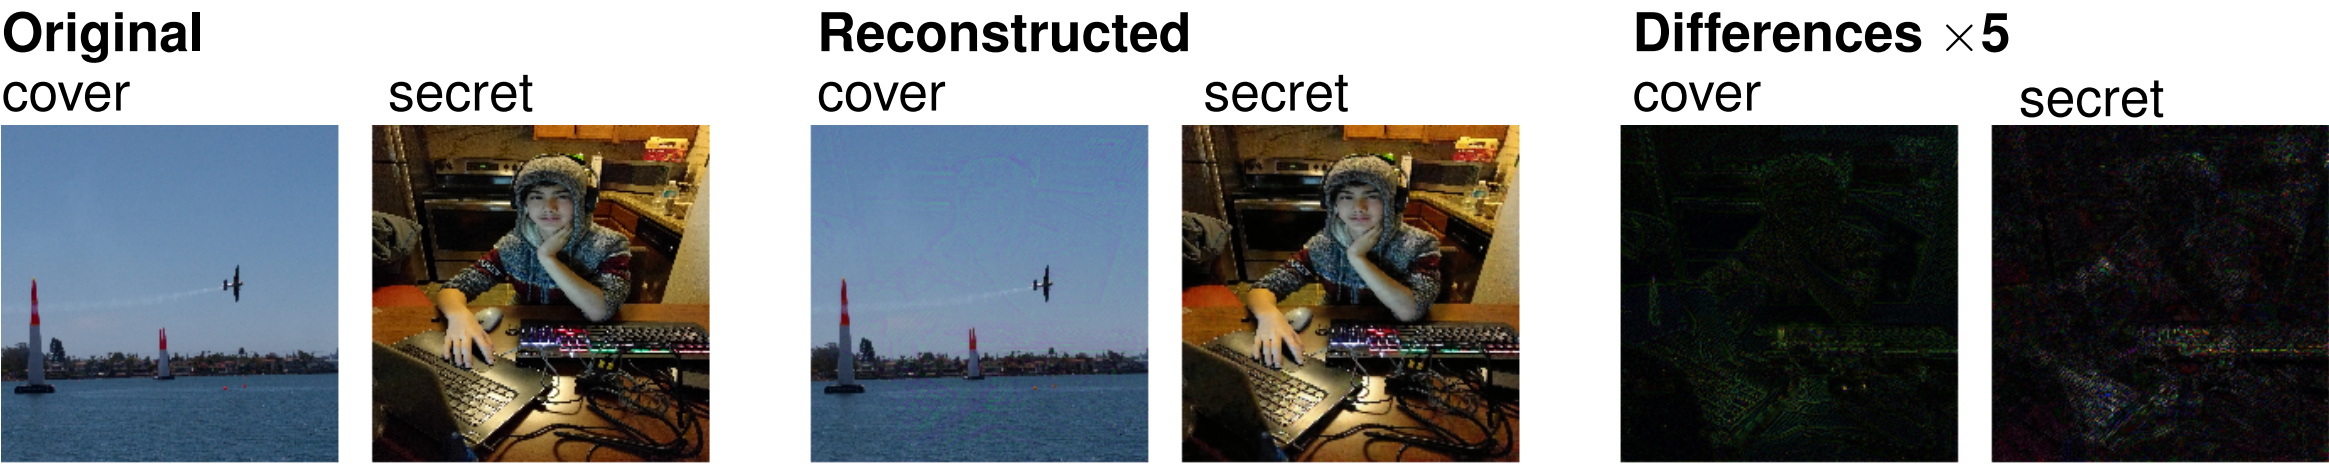 Original
cover secret
Reconstructed
cover secret
Differences ×5
cover secret